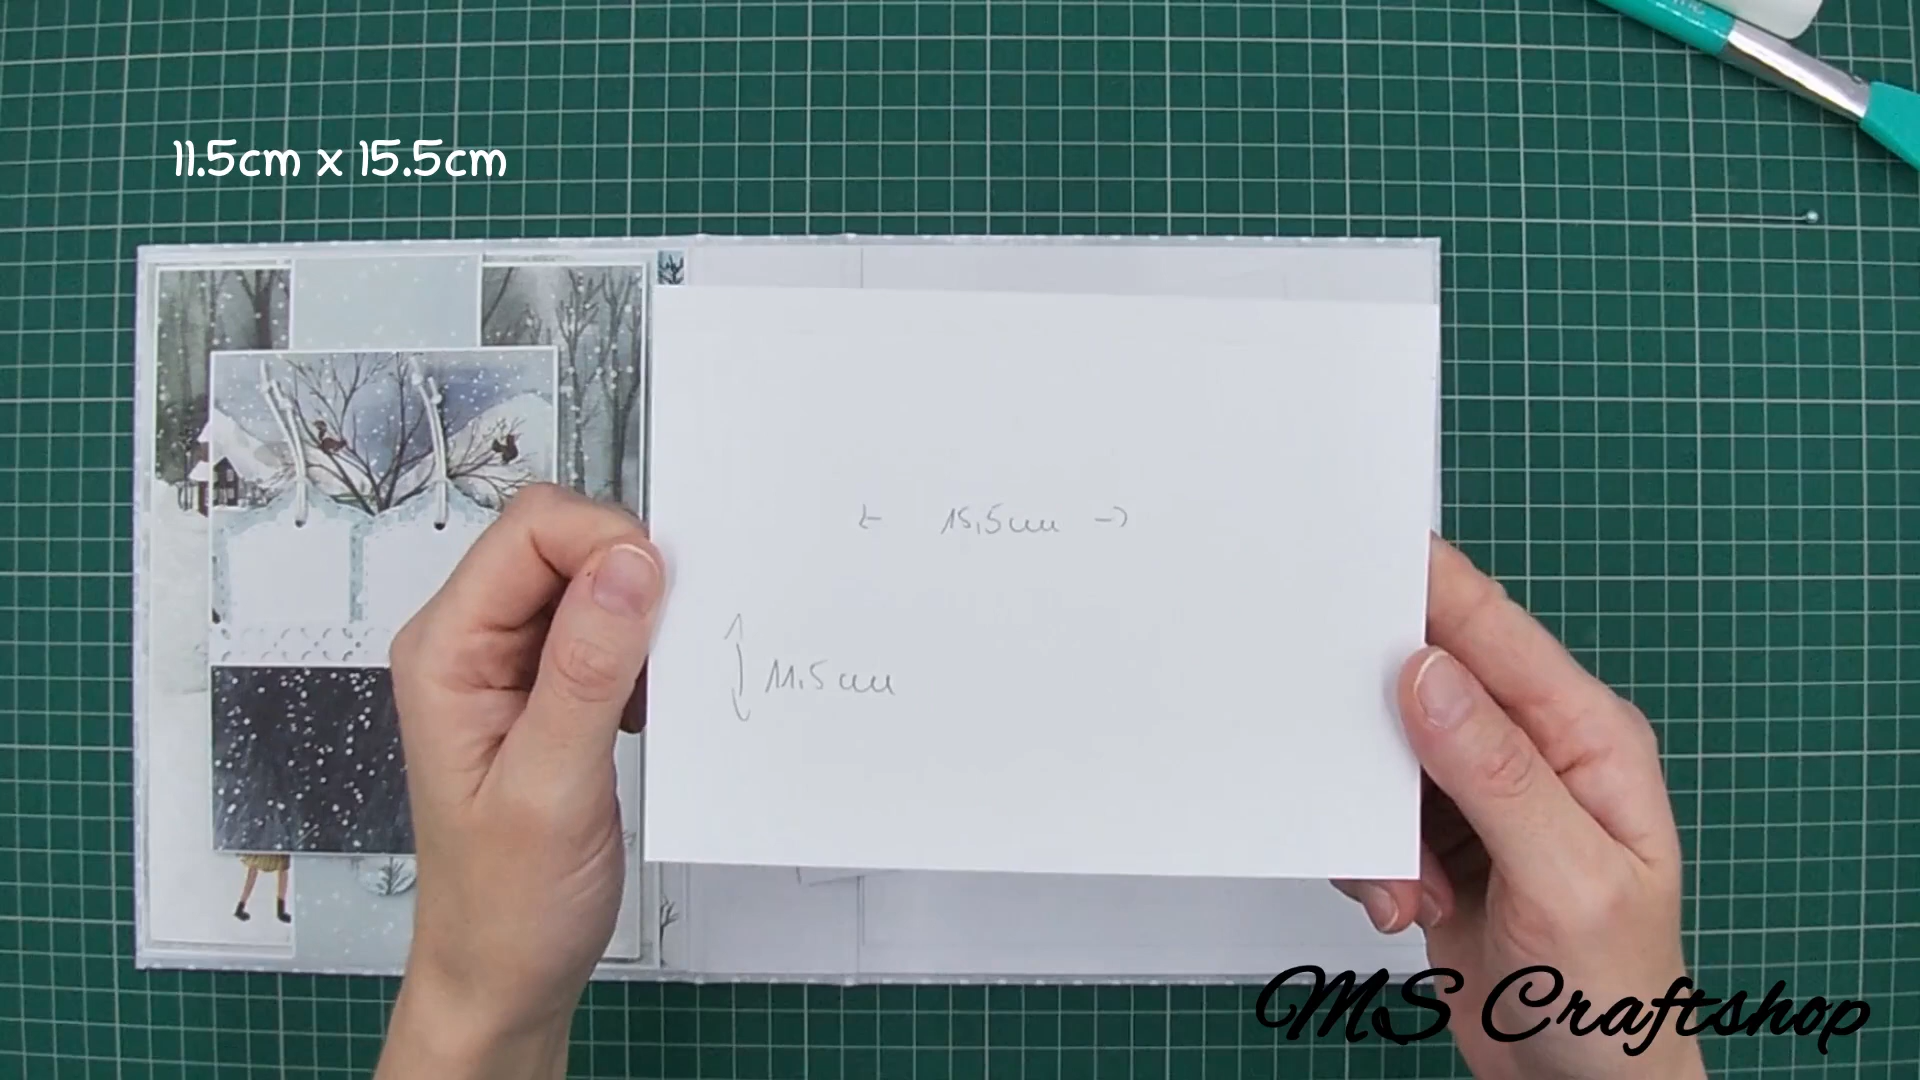 11.5cm x 15.5cm
← 15,5cm →
11.5cm
MS Craftshop